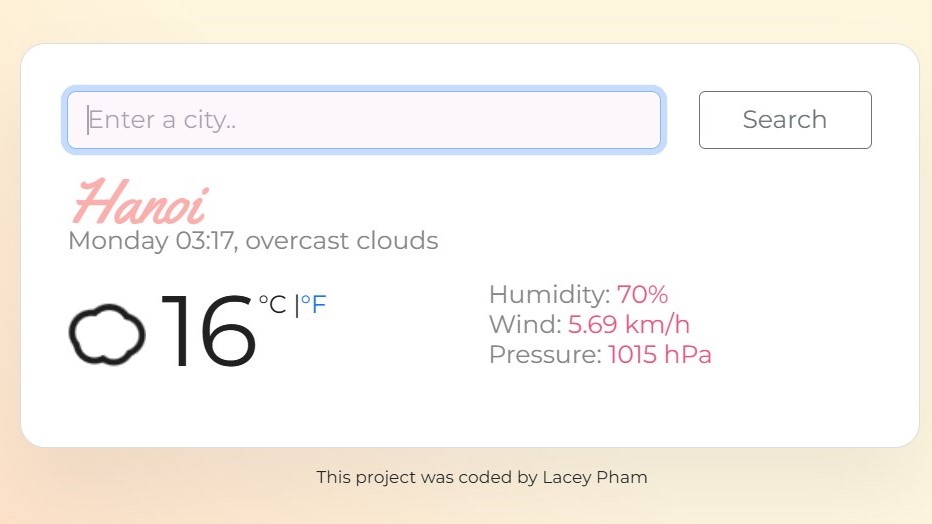 Enter a city..
Search
Hanoi
Monday 03:17, overcast clouds
16 °C |°F
Humidity: 70%
Wind: 5.69 km/h
Pressure: 1015 hPa
This project was coded by Lacey Pham